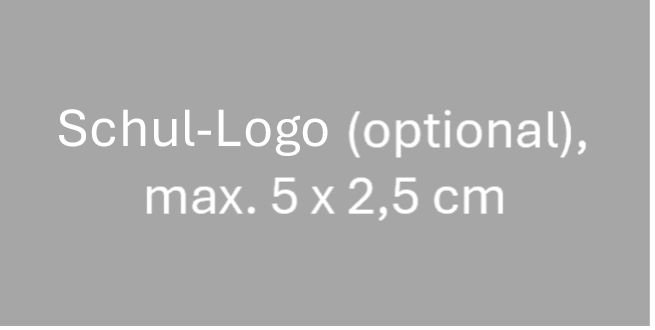 Schul-Logo (optional),
max. 5 x 2,5 cm